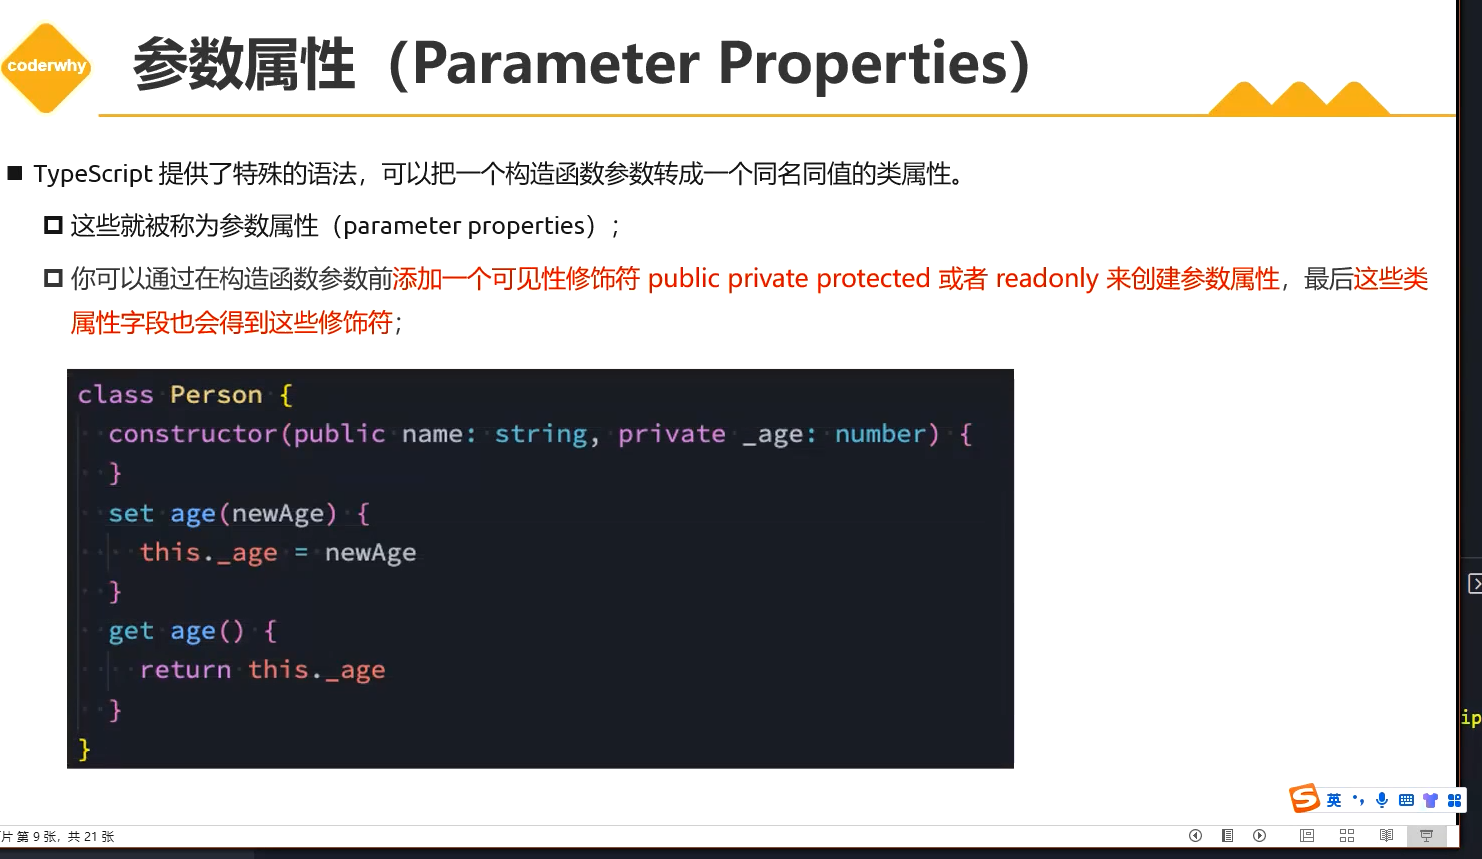 coderwhy
参数属性（Parameter Properties）
TypeScript 提供了特殊的语法，可以把一个构造函数参数转成一个同名同值的类属性。
这些就被称为参数属性（parameter properties）；
你可以通过在构造函数参数前添加一个可见性修饰符 public private protected 或者 readonly 来创建参数属性，最后这些类
属性字段也会得到这些修饰符；
class Person {
constructor(public name: string, private _age: number) {
}
set age(newAge) {
this._age = newAge
}
get age() {
return this._age
}
}
ip
英
片 第 9 张，共 21 张